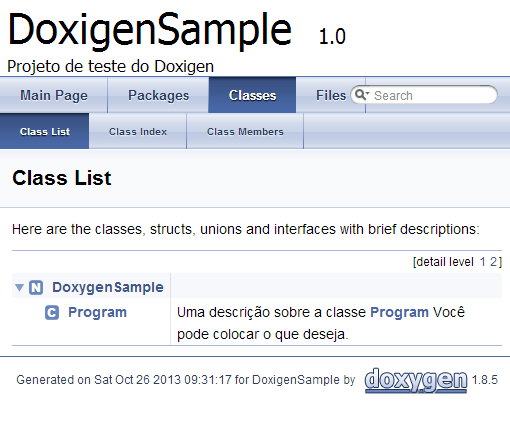 DoxigenSample 1.0
Projeto de teste do Doxigen
Main Page Packages Classes Files Search
Class List Class Index Class Members
Class List
Here are the classes, structs, unions and interfaces with brief descriptions:
[detail level 1 2]
N DoxygenSample
C Program Uma descrição sobre a classe Program Você
pode colocar o que deseja.
Generated on Sat Oct 26 2013 09:31:17 for DoxigenSample by doxygen 1.8.5